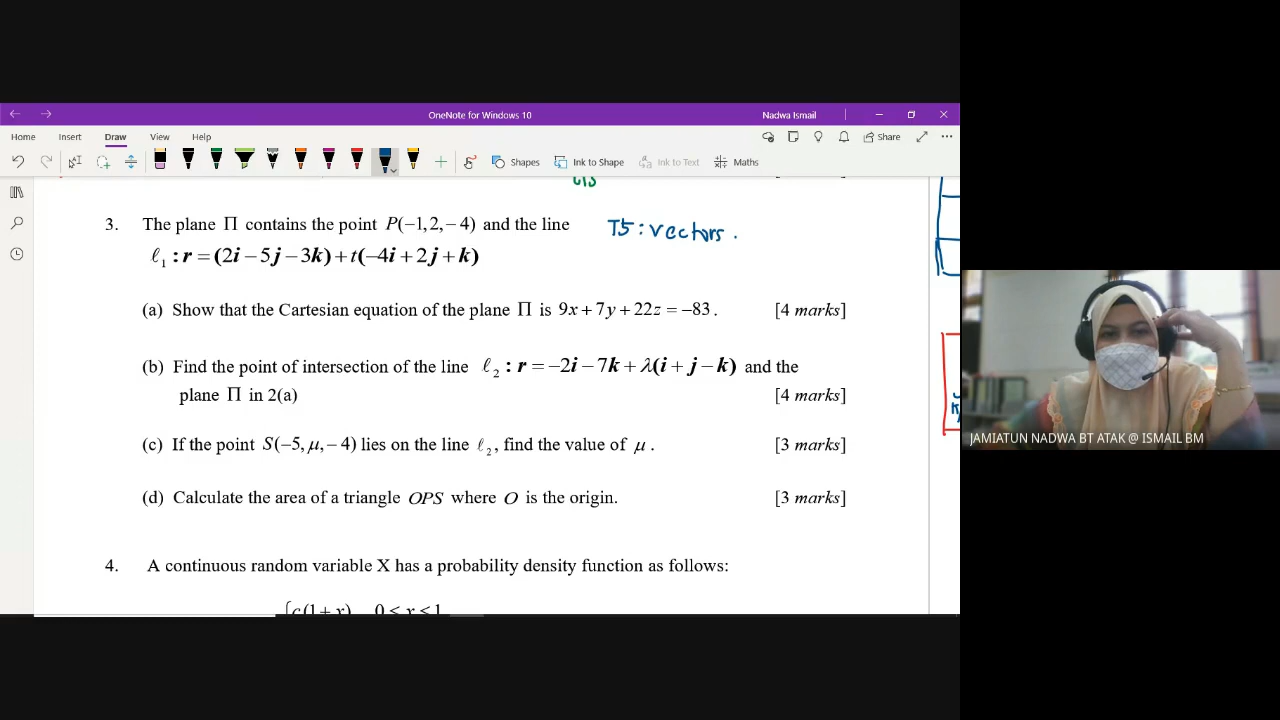 OneNote for Windows 10
Nadwa Ismail
Home Insert Draw View Help
Share
Shapes Ink to Shape Ink to Text Maths
3. The plane Π contains the point P(−1,2,−4) and the line
T5 : vectors .
ℓ₁ : r = (2i − 5j − 3k) + t(−4i + 2j + k)
(a) Show that the Cartesian equation of the plane Π is 9x + 7y + 22z = −83 . [4 marks]
(b) Find the point of intersection of the line ℓ₂ : r = −2i − 7k + λ(i + j − k) and the
plane Π in 2(a) [4 marks]
(c) If the point S(−5, μ, −4) lies on the line ℓ₂, find the value of μ . [3 marks]
(d) Calculate the area of a triangle OPS where O is the origin. [3 marks]
4. A continuous random variable X has a probability density function as follows:
c(1 + x) 0 < x < 1
JAMIATUN NADWA BT ATAK @ ISMAIL BM